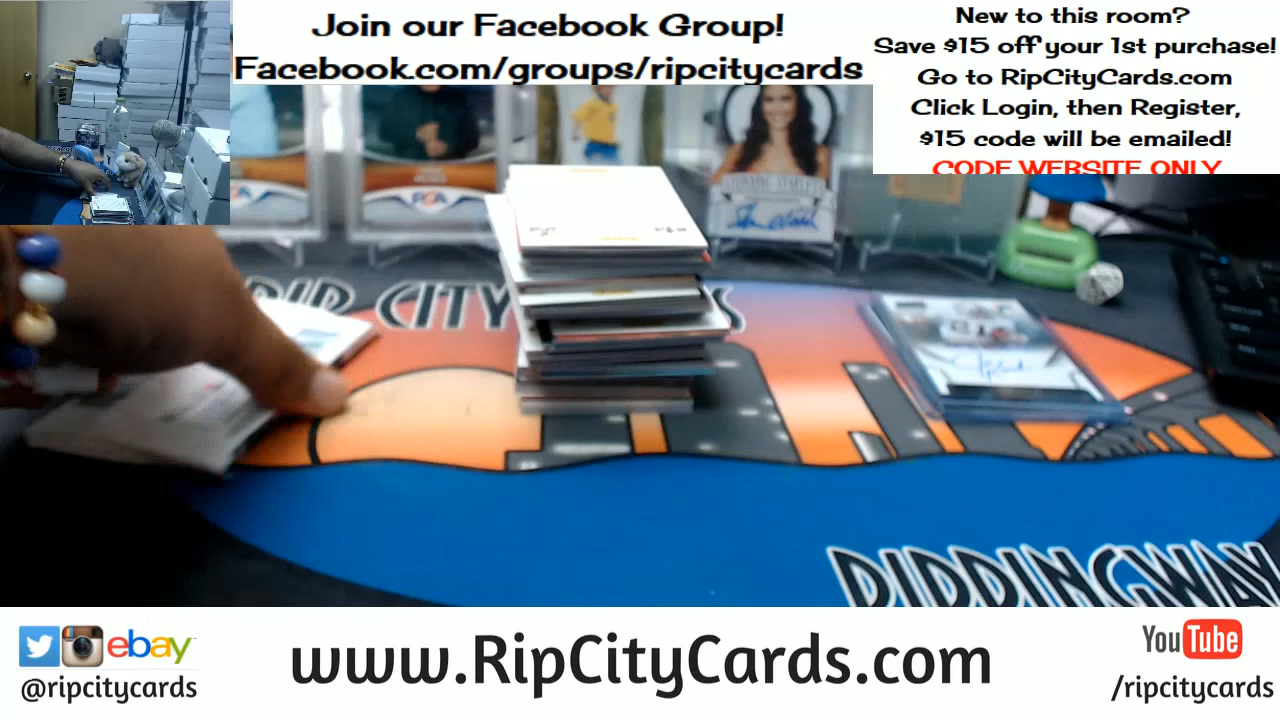 Join our Facebook Group!
Facebook.com/groups/ripcitycards
New to this room?
Save $15 off your 1st purchase!
Go to RipCityCards.com
Click Login, then Register,
$15 code will be emailed!
CODE WEBSITE ONLY
RIP CITY
RIPPINGWAX
ebay
@ripcitycards
www.RipCityCards.com
YouTube
/ripcitycards